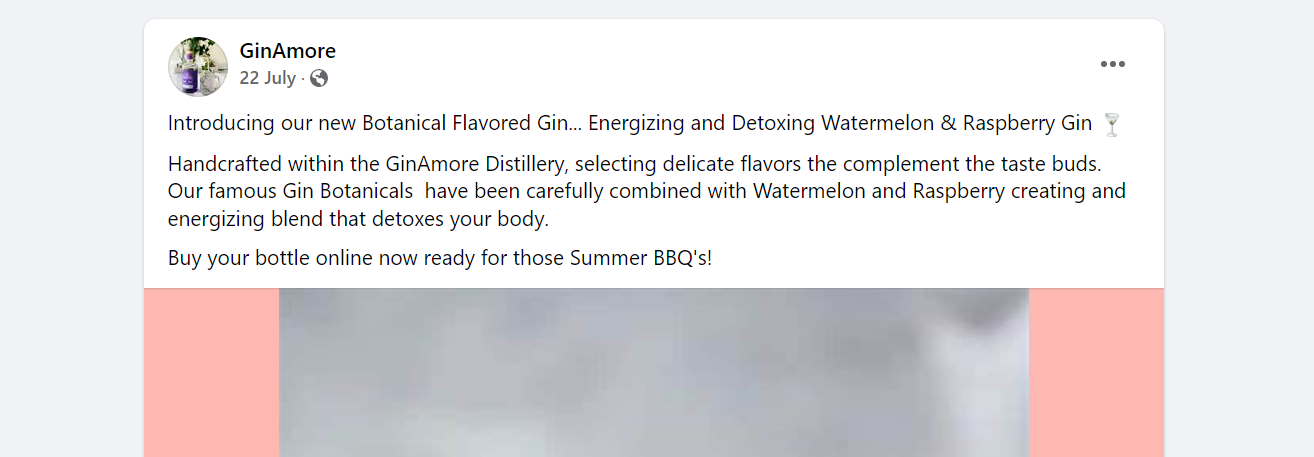 GinAmore
22 July ·
Introducing our new Botanical Flavored Gin... Energizing and Detoxing Watermelon & Raspberry Gin 🍸
Handcrafted within the GinAmore Distillery, selecting delicate flavors the complement the taste buds.
Our famous Gin Botanicals  have been carefully combined with Watermelon and Raspberry creating and
energizing blend that detoxes your body.
Buy your bottle online now ready for those Summer BBQ's!